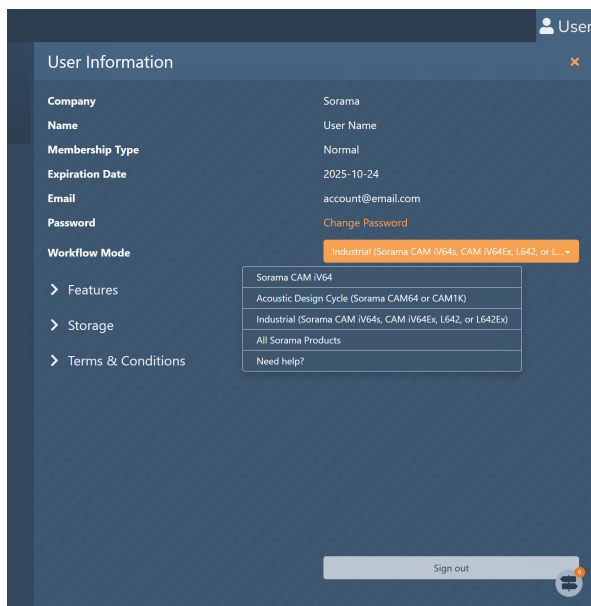 User
User Information
Company Sorama
Name User Name
Membership Type Normal
Expiration Date 2025-10-24
Email account@email.com
Password Change Password
Workflow Mode Industrial (Sorama CAM iV64s, CAM iV64Ex, L642, or L...
Sorama CAM iV64
Features
Acoustic Design Cycle (Sorama CAM64 or CAM1K)
Industrial (Sorama CAM iV64s, CAM iV64Ex, L642, or L642Ex)
Storage
All Sorama Products
Need help?
Terms & Conditions
Sign out
6